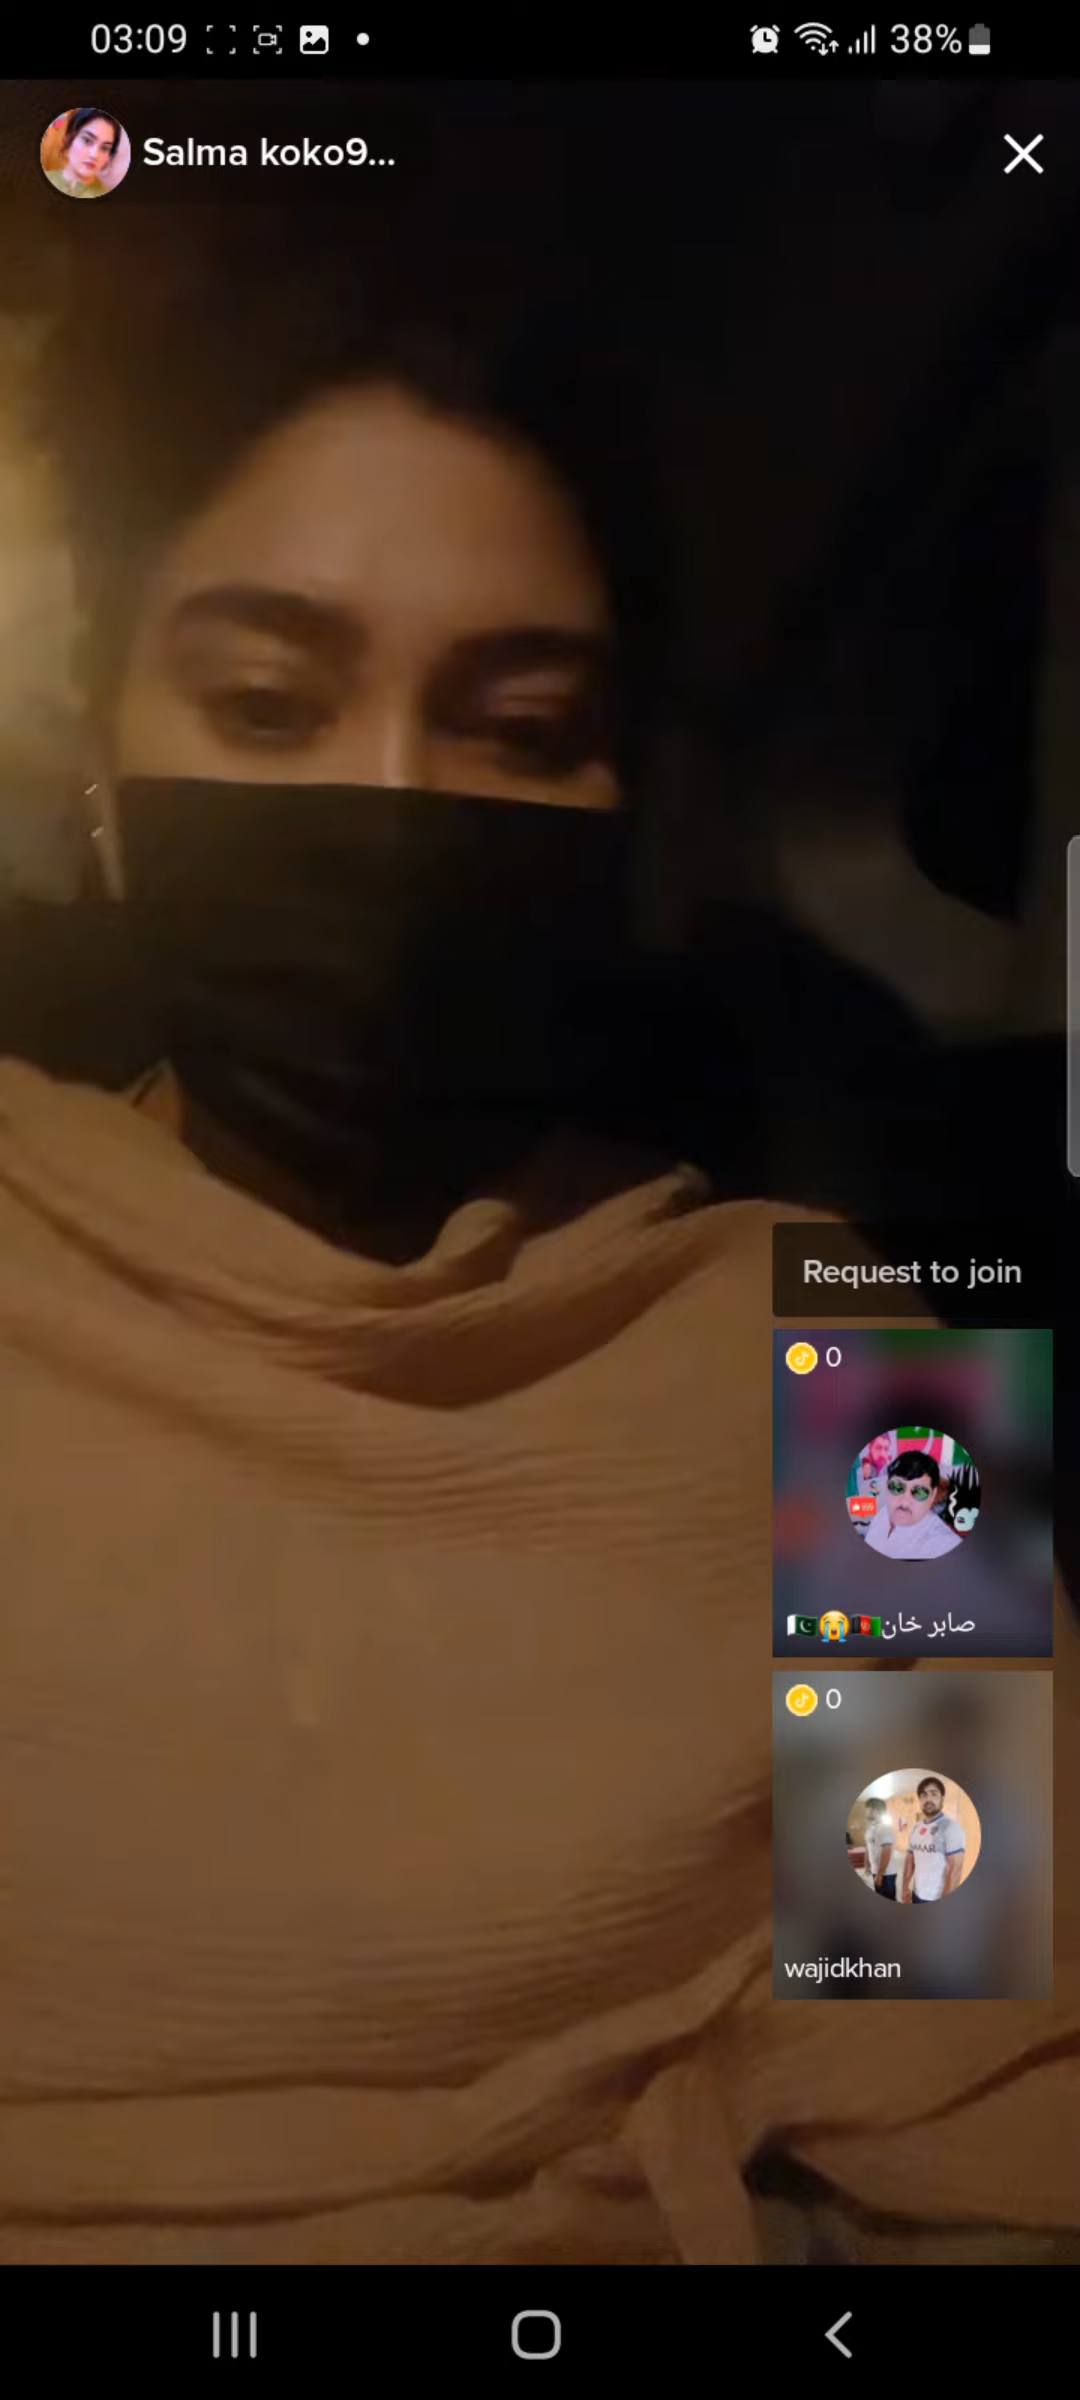 03:09
38%
Salma koko9...
Request to join
0
🇵🇰😭🇦🇫صابر خان
0
wajidkhan